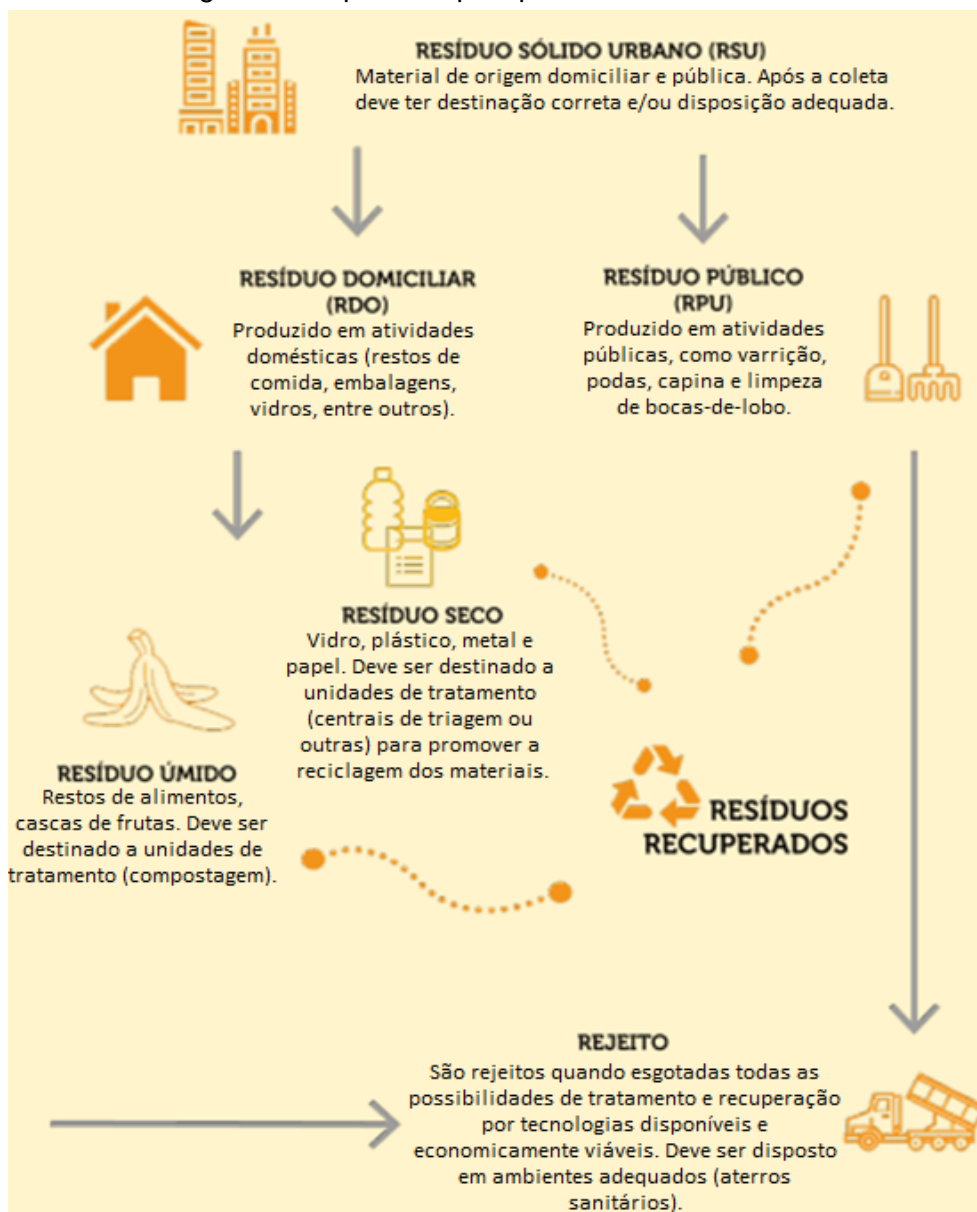 RESÍDUO SÓLIDO URBANO (RSU)
Material de origem domiciliar e pública. Após a coleta
deve ter destinação correta e/ou disposição adequada.
RESÍDUO DOMICILIAR
(RDO)
Produzido em atividades
domésticas (restos de
comida, embalagens,
vidros, entre outros).
RESÍDUO PÚBLICO
(RPU)
Produzido em atividades
públicas, como varrição,
podas, capina e limpeza
de bocas-de-lobo.
RESÍDUO SECO
Vidro, plástico, metal e
papel. Deve ser destinado a
unidades de tratamento
(centrais de triagem ou
outras) para promover a
reciclagem dos materiais.
RESÍDUO ÚMIDO
Restos de alimentos,
cascas de frutas. Deve ser
destinado a unidades de
tratamento (compostagem).
RESÍDUOS
RECUPERADOS
REJEITO
São rejeitos quando esgotadas todas as
possibilidades de tratamento e recuperação
por tecnologias disponíveis e
economicamente viáveis. Deve ser disposto
em ambientes adequados (aterros
sanitários).